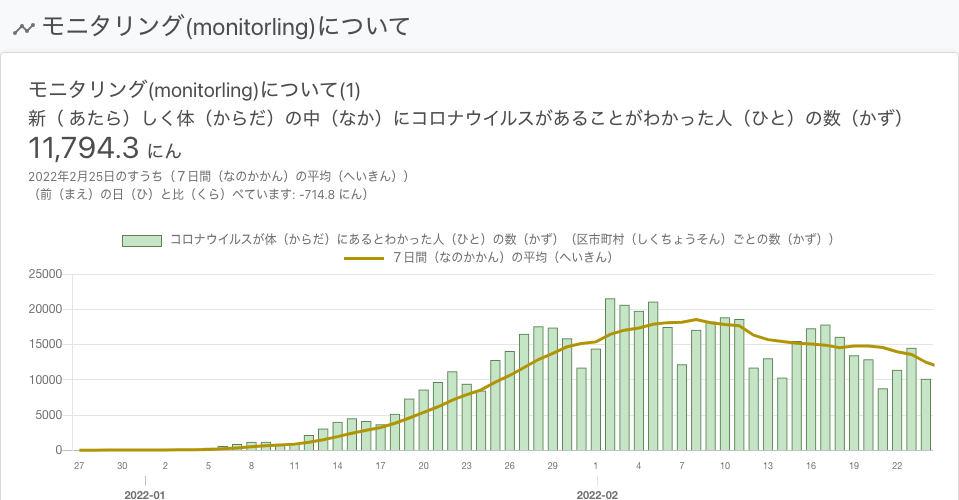 モニタリング(monitorling)について
モニタリング(monitorling)について(1)
新（ あたら）しく体（からだ）の中（なか）にコロナウイルスがあることがわかった人（ひと）の数（かず）
11,794.3 にん
2022年2月25日のすうち（７日間（なのかかん）の平均（へいきん））
（前（まえ）の日（ひ）と比（くら）べています: -714.8 にん）
コロナウイルスが体（からだ）にあるとわかった人（ひと）の数（かず）（区市町村（しくちょうそん）ごとの数（かず））
７日間（なのかかん）の平均（へいきん）
25000
20000
15000
10000
5000
0
27 30 2 5 8 11 14 17 20 23 26 29 1 4 7 10 13 16 19 22
2022-01 2022-02